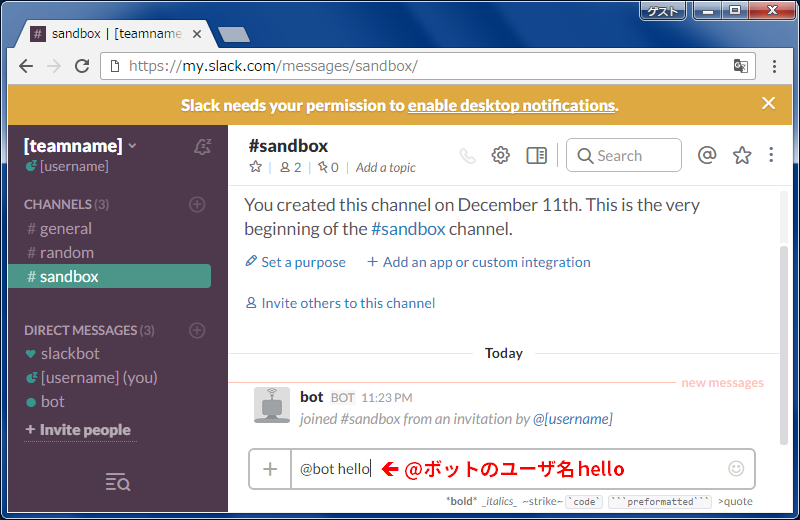 ゲスト
# sandbox | [teamname
https://my.slack.com/messages/sandbox/
Slack needs your permission to enable desktop notifications.
[teamname]
[username]
CHANNELS (3)
# general
# random
# sandbox
DIRECT MESSAGES (3)
slackbot
[username] (you)
bot
+ Invite people
#sandbox
2
0
Add a topic
Search
You created this channel on December 11th. This is the very
beginning of the #sandbox channel.
Set a purpose
+ Add an app or custom integration
Invite others to this channel
Today
new messages
bot BOT 11:23 PM
joined #sandbox from an invitation by @[username]
@bot hello ← @ボットのユーザ名 hello
*bold* _italics_ ~strike~ `code` ```preformatted``` >quote